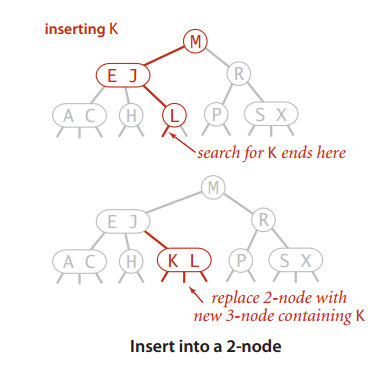 inserting K
M
E J
R
A C
H
L
P
S X
search for K ends here
M
E J
R
A C
H
K L
P
S X
replace 2-node with
new 3-node containing K
Insert into a 2-node